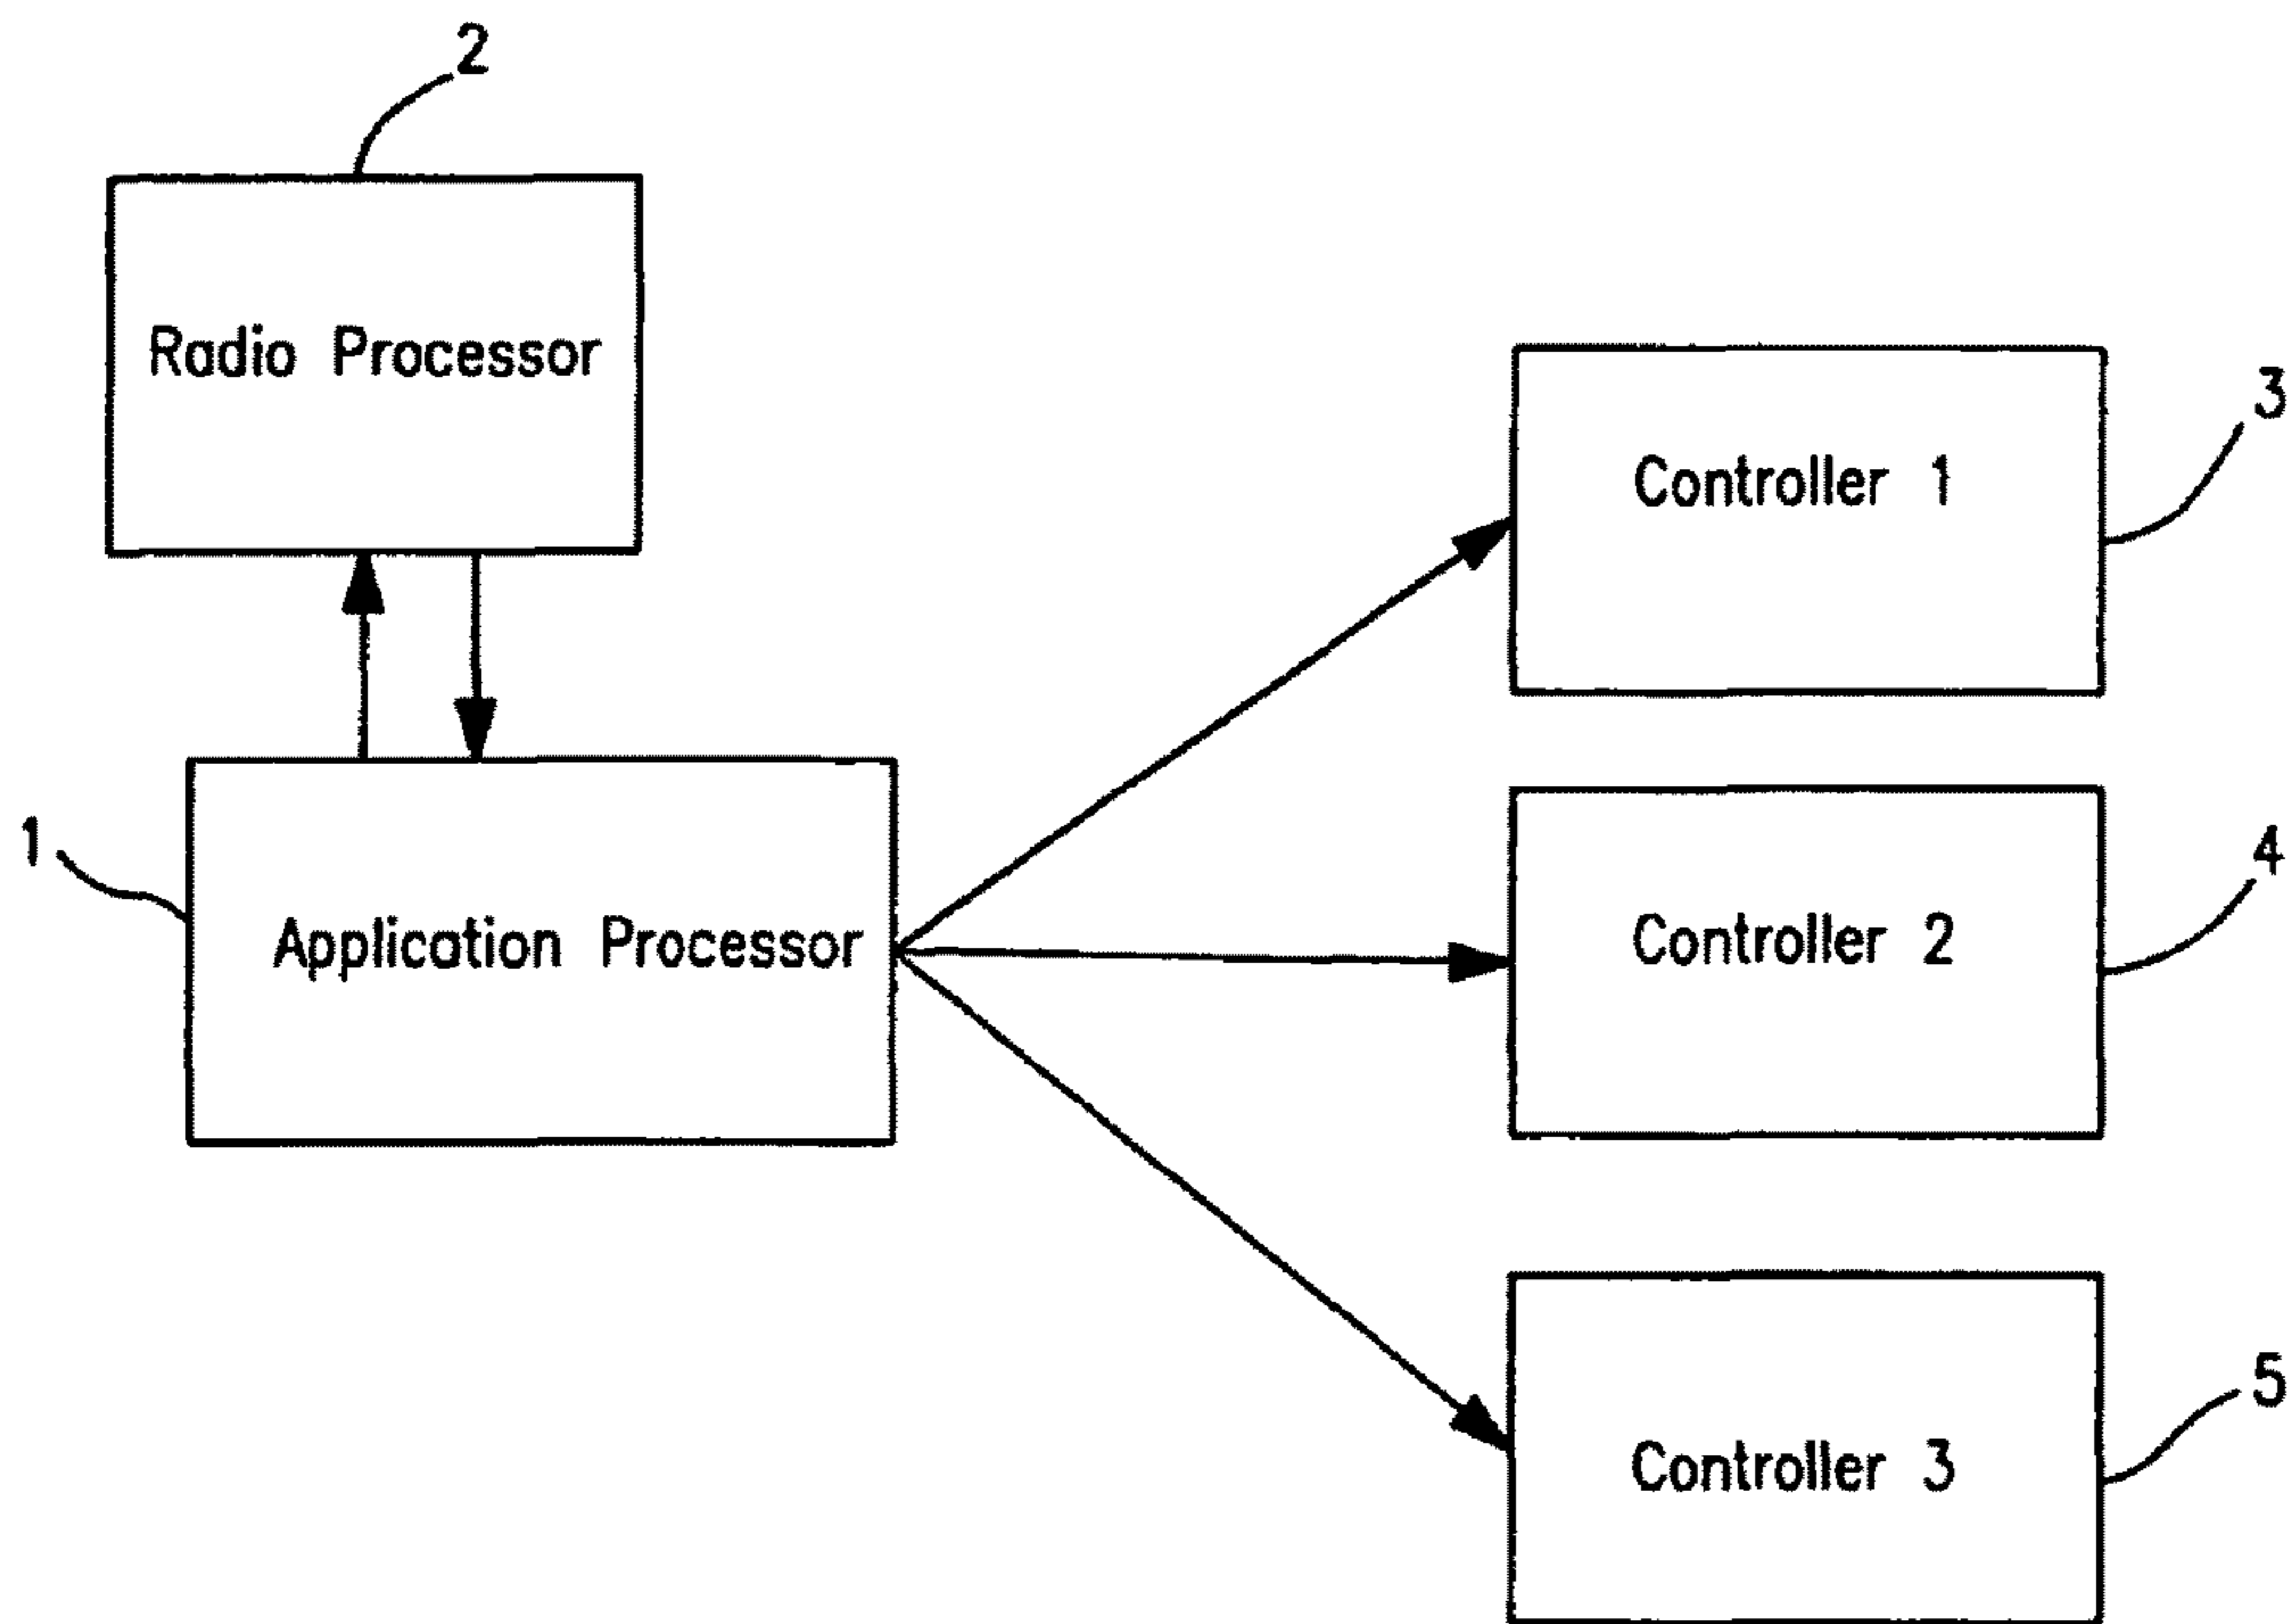 2
Radio Processor
3
Controller 1
1
Application Processor
4
Controller 2
5
Controller 3